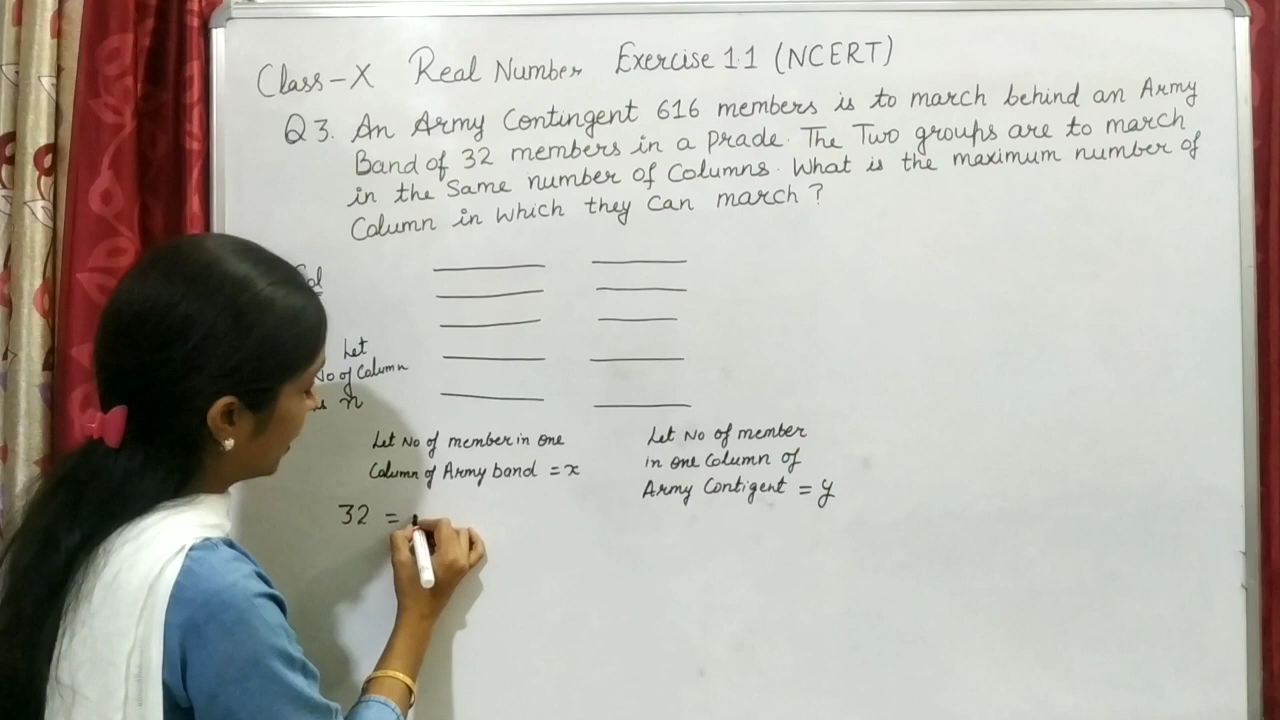 Class-X Real Number Exercise 1.1 (NCERT)
Q3. An Army Contingent 616 members is to march behind an Army
Band of 32 members in a Prade. The Two groups are to march
in the Same number of Columns. What is the maximum number of
Column in which they Can march?
Sol
Let
No of Column
is n
Let No of member in one
Column of Army band = x
Let No of member
in one Column of
Army Contigent = y
32 =